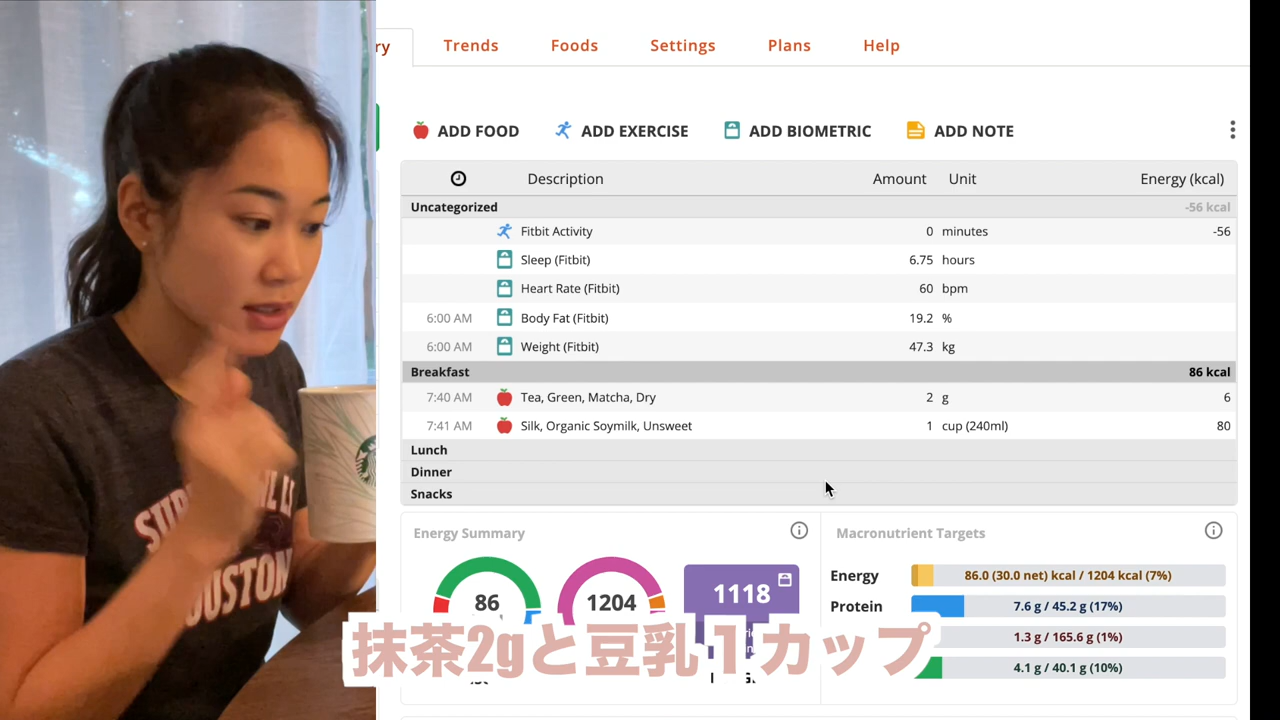 Trends Foods Settings Plans Help
ADD FOOD ADD EXERCISE ADD BIOMETRIC ADD NOTE
Description Amount Unit Energy (kcal)
Uncategorized -56 kcal
Fitbit Activity 0 minutes -56
Sleep (Fitbit) 6.75 hours
Heart Rate (Fitbit) 60 bpm
6:00 AM Body Fat (Fitbit) 19.2 %
6:00 AM Weight (Fitbit) 47.3 kg
Breakfast 86 kcal
7:40 AM Tea, Green, Matcha, Dry 2 g 6
7:41 AM Silk, Organic Soymilk, Unsweet 1 cup (240ml) 80
Lunch
Dinner
Snacks
Energy Summary
86 1204 1118
Macronutrient Targets
Energy 86.0 (30.0 net) kcal / 1204 kcal (7%)
Protein 7.6 g / 45.2 g (17%)
1.3 g / 165.6 g (1%)
4.1 g / 40.1 g (10%)
抹茶2gと豆乳1カップ